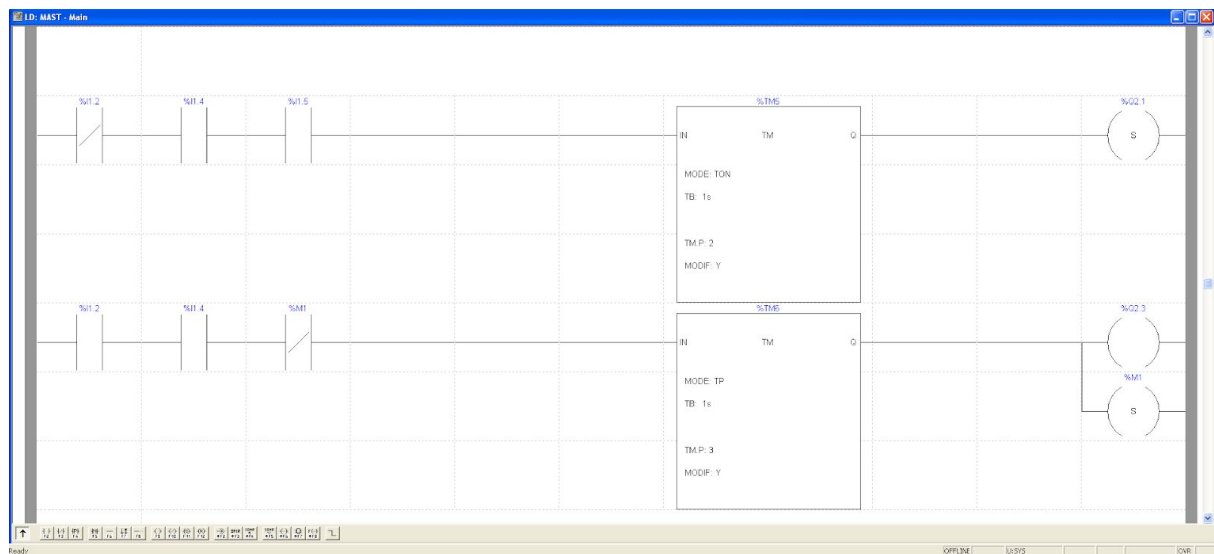 LD: MAST - Main
%I1.2 %I1.4 %I1.5 %TM5 %Q2.1
IN TM Q S
MODE: TON
TB: 1s
TM.P: 2
MODIF: Y
%I1.2 %I1.4 %M1 %TM6 %Q2.3
IN TM Q
MODE: TP
%M1
TB: 1s
S
TM.P: 3
MODIF: Y
Ready OFFLINE U:SYS OVR